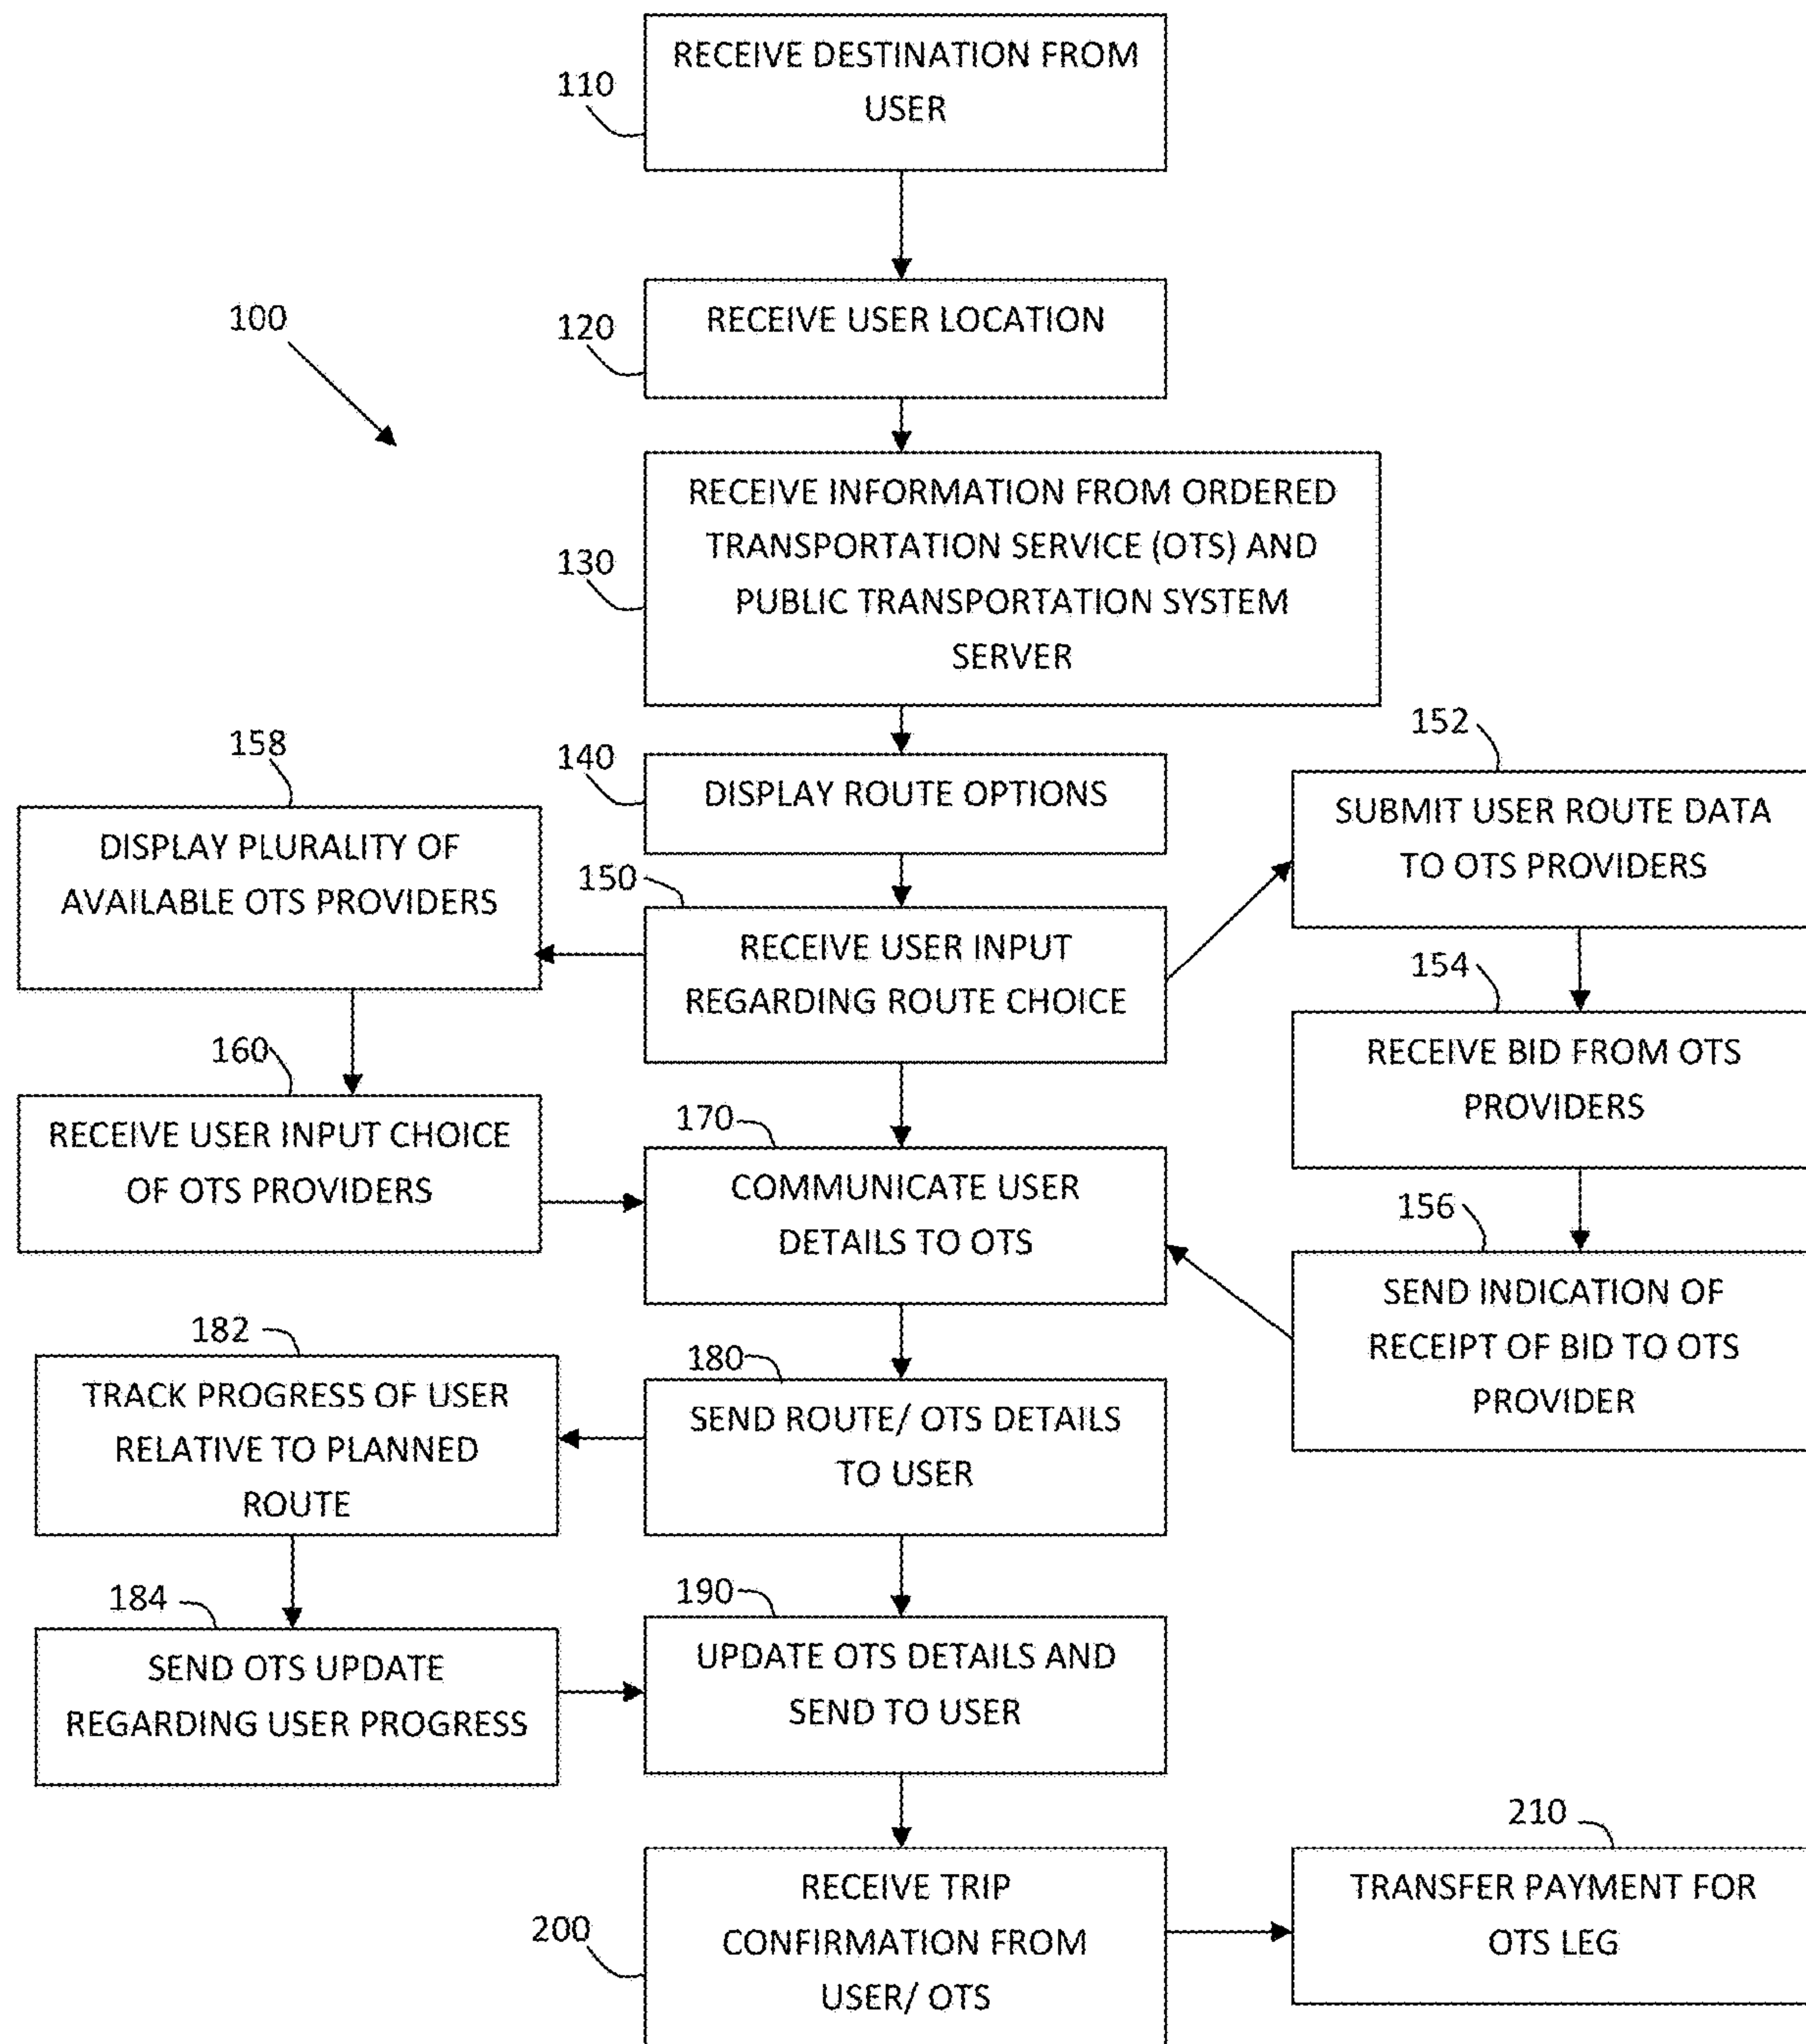 RECEIVE DESTINATION FROM
USER
110
100
RECEIVE USER LOCATION
120
RECEIVE INFORMATION FROM ORDERED
TRANSPORTATION SERVICE (OTS) AND
PUBLIC TRANSPORTATION SYSTEM
SERVER
130
DISPLAY ROUTE OPTIONS
140
150
RECEIVE USER INPUT
REGARDING ROUTE CHOICE
158
DISPLAY PLURALITY OF
AVAILABLE OTS PROVIDERS
160
RECEIVE USER INPUT CHOICE
OF OTS PROVIDERS
152
SUBMIT USER ROUTE DATA
TO OTS PROVIDERS
154
RECEIVE BID FROM OTS
PROVIDERS
156
SEND INDICATION OF
RECEIPT OF BID TO OTS
PROVIDER
170
COMMUNICATE USER
DETAILS TO OTS
180
SEND ROUTE/ OTS DETAILS
TO USER
182
TRACK PROGRESS OF USER
RELATIVE TO PLANNED
ROUTE
184
SEND OTS UPDATE
REGARDING USER PROGRESS
190
UPDATE OTS DETAILS AND
SEND TO USER
200
RECEIVE TRIP
CONFIRMATION FROM
USER/ OTS
210
TRANSFER PAYMENT FOR
OTS LEG